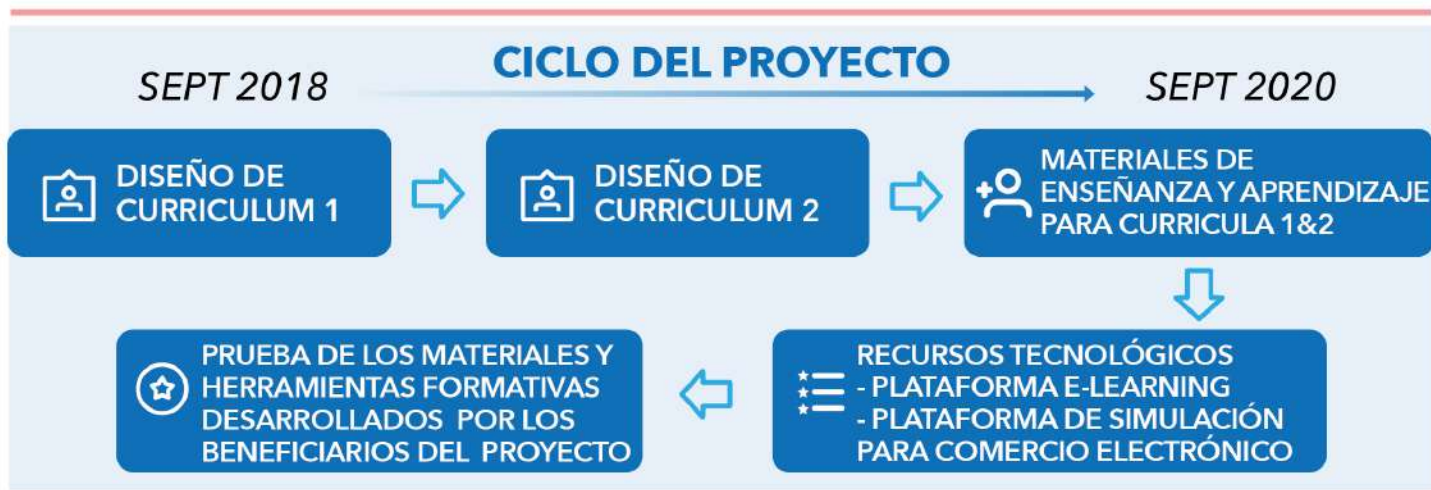 CICLO DEL PROYECTO
SEPT 2018
SEPT 2020
DISEÑO DE
CURRICULUM 1
DISEÑO DE
CURRICULUM 2
MATERIALES DE
ENSEÑANZA Y APRENDIZAJE
PARA CURRICULA 1&2
RECURSOS TECNOLÓGICOS
- PLATAFORMA E-LEARNING
- PLATAFORMA DE SIMULACIÓN
PARA COMERCIO ELECTRÓNICO
PRUEBA DE LOS MATERIALES Y
HERRAMIENTAS FORMATIVAS
DESARROLLADOS POR LOS
BENEFICIARIOS DEL PROYECTO